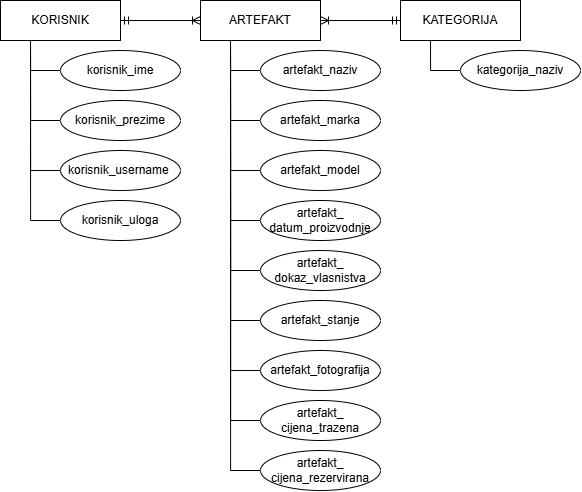 KORISNIK
korisnik_ime
korisnik_prezime
korisnik_username
korisnik_uloga
ARTEFAKT
artefakt_naziv
artefakt_marka
artefakt_model
artefakt_
datum_proizvodnje
artefakt_
dokaz_vlasnistva
artefakt_stanje
artefakt_fotografija
artefakt_
cijena_trazena
artefakt_
cijena_rezervirana
KATEGORIJA
kategorija_naziv